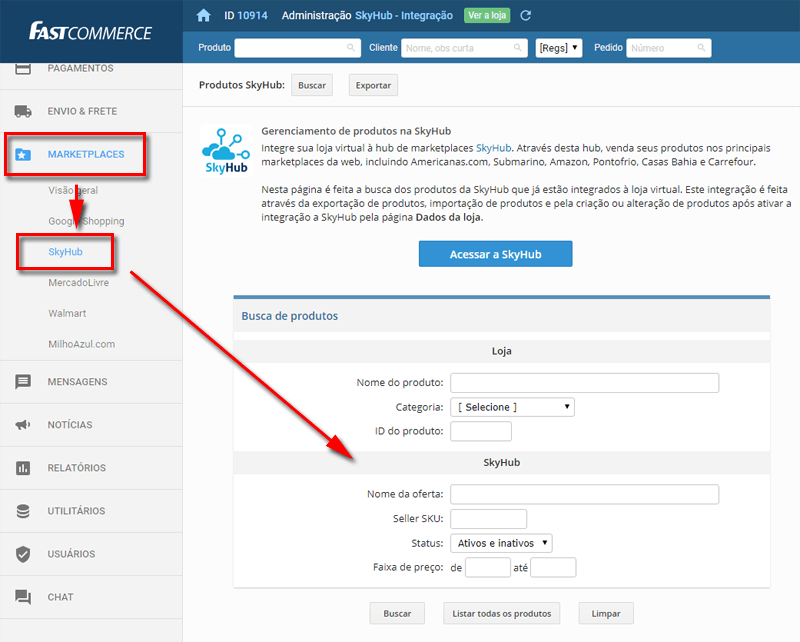 FASTCOMMERCE
ID 10914 Administração SkyHub - Integração Ver a loja
Produto Cliente Nome, obs curta [Regs] Pedido Número
PAGAMENTOS
ENVIO & FRETE
MARKETPLACES
Visão geral
Google Shopping
SkyHub
MercadoLivre
Walmart
MilhoAzul.com
MENSAGENS
NOTÍCIAS
RELATÓRIOS
UTILITÁRIOS
USUÁRIOS
CHAT
Produtos SkyHub: Buscar Exportar
SkyHub
Gerenciamento de produtos na SkyHub
Integre sua loja virtual à hub de marketplaces SkyHub. Através desta hub, venda seus produtos nos principais
marketplaces da web, incluindo Americanas.com, Submarino, Amazon, Pontofrio, Casas Bahia e Carrefour.
Nesta página é feita a busca dos produtos da SkyHub que já estão integrados à loja virtual. Este integração é feita
através da exportação de produtos, importação de produtos e pela criação ou alteração de produtos após ativar a
integração a SkyHub pela página Dados da loja.
Acessar a SkyHub
Busca de produtos
Loja
Nome do produto:
Categoria: [ Selecione ]
ID do produto:
SkyHub
Nome da oferta:
Seller SKU:
Status: Ativos e inativos
Faixa de preço: de até
Buscar Listar todas os produtos Limpar